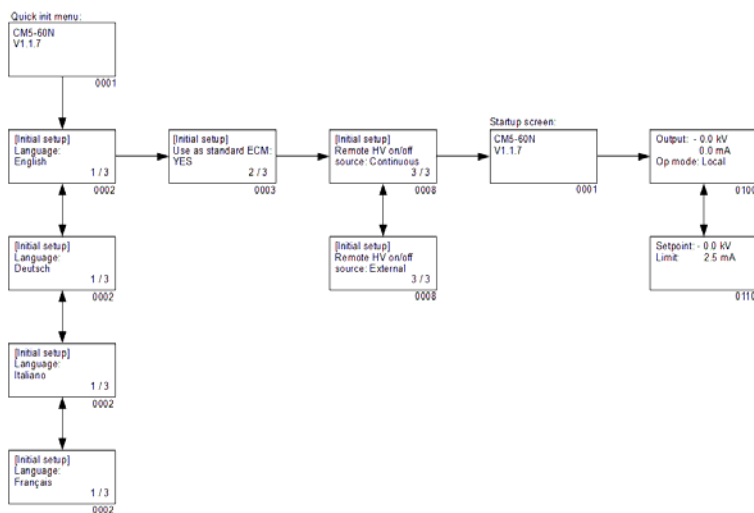 Quick init menu:
CM5-60N
V1.1.7
0001
[Initial setup]
Language:
English
1 / 3
0002
[Initial setup]
Use as standard ECM:
YES
2 / 3
0003
[Initial setup]
Remote HV on/off
source: Continuous
3 / 3
0008
Startup screen:
CM5-60N
V1.1.7
0001
Output: - 0.0 kV
0.0 mA
Op mode: Local
0100
[Initial setup]
Language:
Deutsch
1 / 3
0002
[Initial setup]
Remote HV on/off
source: External
3 / 3
0008
Setpoint: - 0.0 kV
Limit: 2.5 mA
0110
[Initial setup]
Language:
Italiano
1 / 3
0002
[Initial setup]
Language:
Français
1 / 3
0002